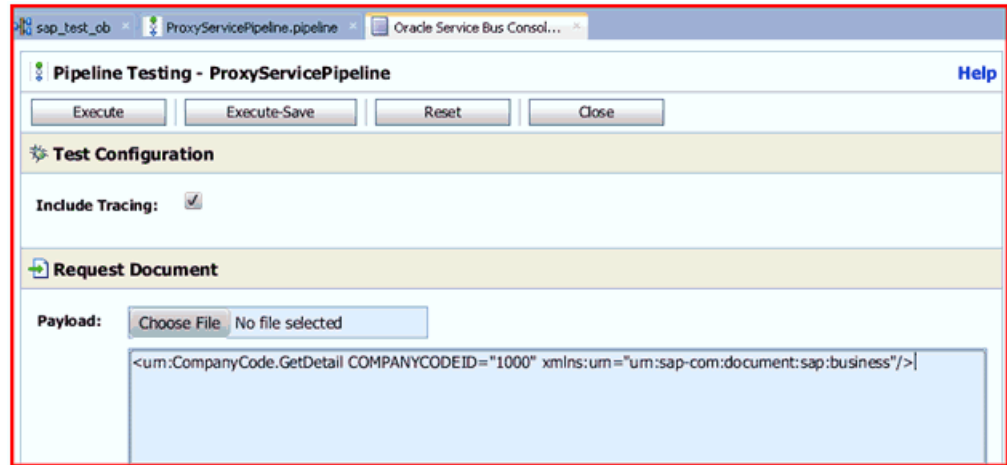 sap_test_ob ProxyServicePipeline.pipeline Oracle Service Bus Consol...
Pipeline Testing - ProxyServicePipeline Help
Execute Execute-Save Reset Close
Test Configuration
Include Tracing:
Request Document
Payload: Choose File No file selected
<urn:CompanyCode.GetDetail COMPANYCODEID="1000" xmlns:urn="urn:sap-com:document:sap:business"/>